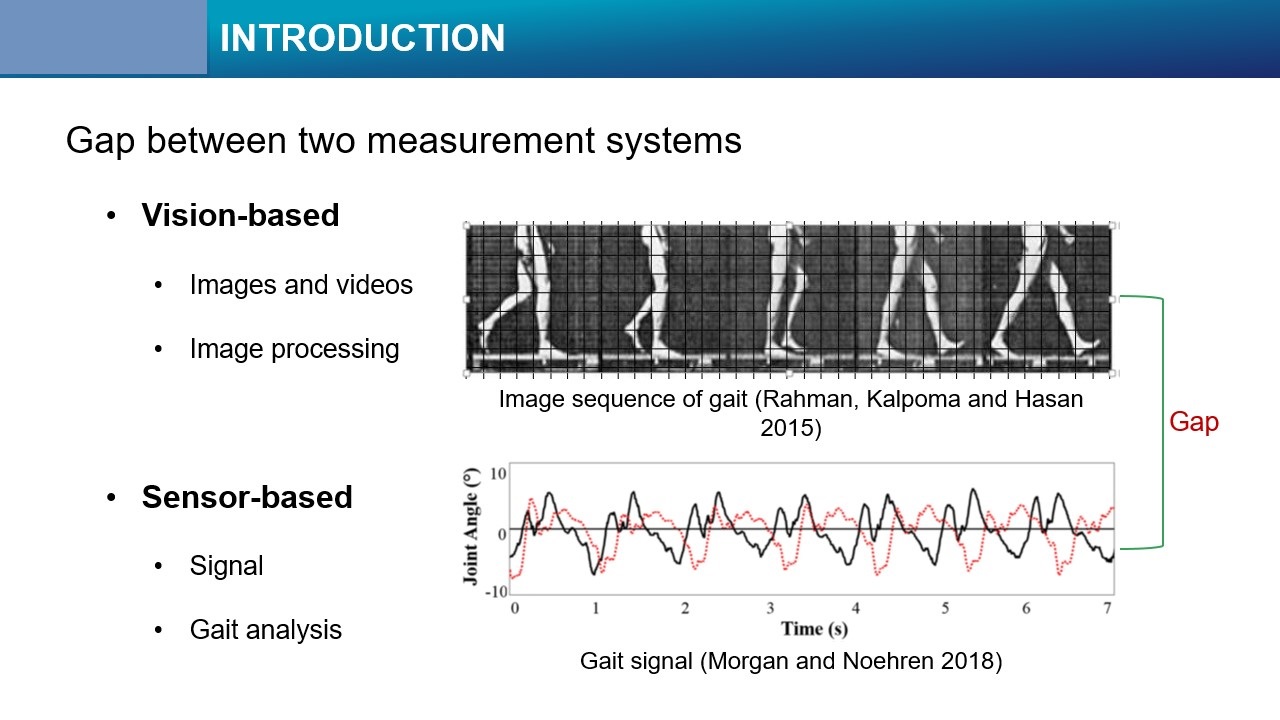 INTRODUCTION
Gap between two measurement systems
• Vision-based
• Images and videos
• Image processing
Image sequence of gait (Rahman, Kalpoma and Hasan
2015)
Gap
• Sensor-based
• Signal
• Gait analysis
Joint Angle (°)
10
0
-10
0 1 2 3 4 5 6 7
Time (s)
Gait signal (Morgan and Noehren 2018)